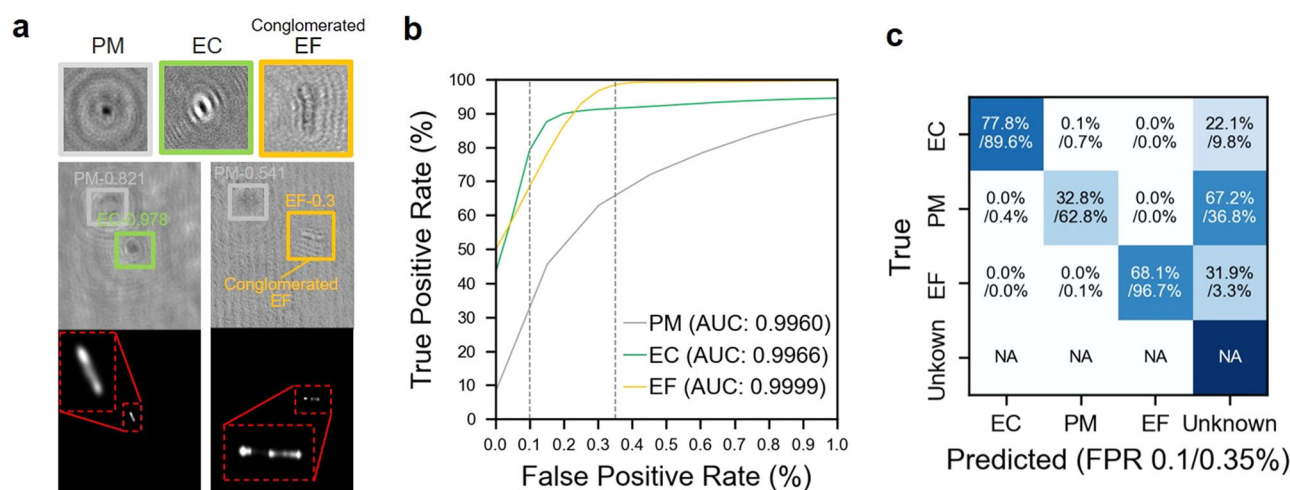 a
PM
EC
Conglomerated
EF
PM-0.821
EC-0.978
PM-0.541
EF-0.3
Conglomerated
EF
b
True Positive Rate (%)
100
90
80
70
60
50
40
30
20
10
0
PM (AUC: 0.9960)
EC (AUC: 0.9966)
EF (AUC: 0.9999)
0.0 0.1 0.2 0.3 0.4 0.5 0.6 0.7 0.8 0.9 1.0
False Positive Rate (%)
c
True
EC
77.8% 0.1% 0.0% 22.1%
/89.6% /0.7% /0.0% /9.8%
PM
0.0% 32.8% 0.0% 67.2%
/0.4% /62.8% /0.0% /36.8%
EF
0.0% 0.0% 68.1% 31.9%
/0.0% /0.1% /96.7% /3.3%
Unkown
NA NA NA NA
EC PM EF Unknown
Predicted (FPR 0.1/0.35%)